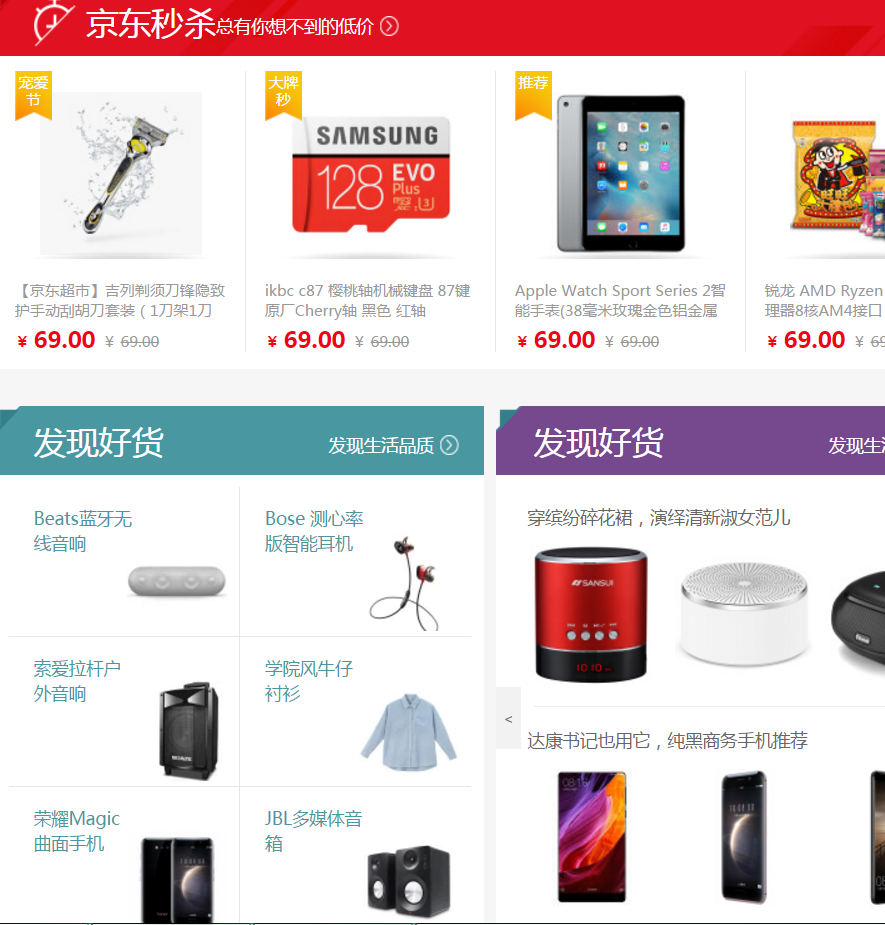 京东秒杀总有你想不到的低价
宠爱
节
大牌
秒
推荐
SAMSUNG
128 EVO
Plus
【京东超市】吉列剃须刀锋隐致
护手动刮胡刀套装（1刀架1刀
¥ 69.00 ¥ 69.00
ikbc c87 樱桃轴机械键盘 87键
原厂Cherry轴 黑色 红轴
¥ 69.00 ¥ 69.00
Apple Watch Sport Series 2智
能手表(38毫米玫瑰金色铝金属
¥ 69.00 ¥ 69.00
锐龙 AMD Ryzen
理器8核AM4接口
¥ 69.00 ¥
发现好货
发现生活品质
Beats蓝牙无
线音响
Bose 测心率
版智能耳机
索爱拉杆户
外音响
学院风牛仔
衬衫
荣耀Magic
曲面手机
JBL多媒体音
箱
发现好货
发现生
穿缤纷碎花裙，演绎清新淑女范儿
SANSUI
10:10
<
达康书记也用它，纯黑商务手机推荐
08:18